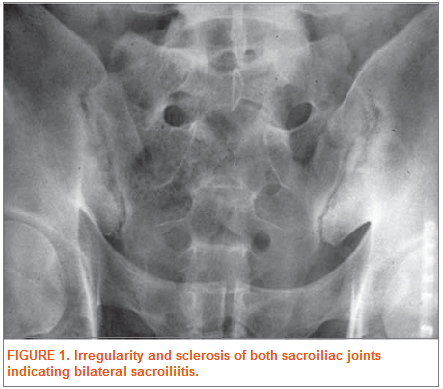 FIGURE 1. Irregularity and sclerosis of both sacroiliac joints
indicating bilateral sacroiliitis.